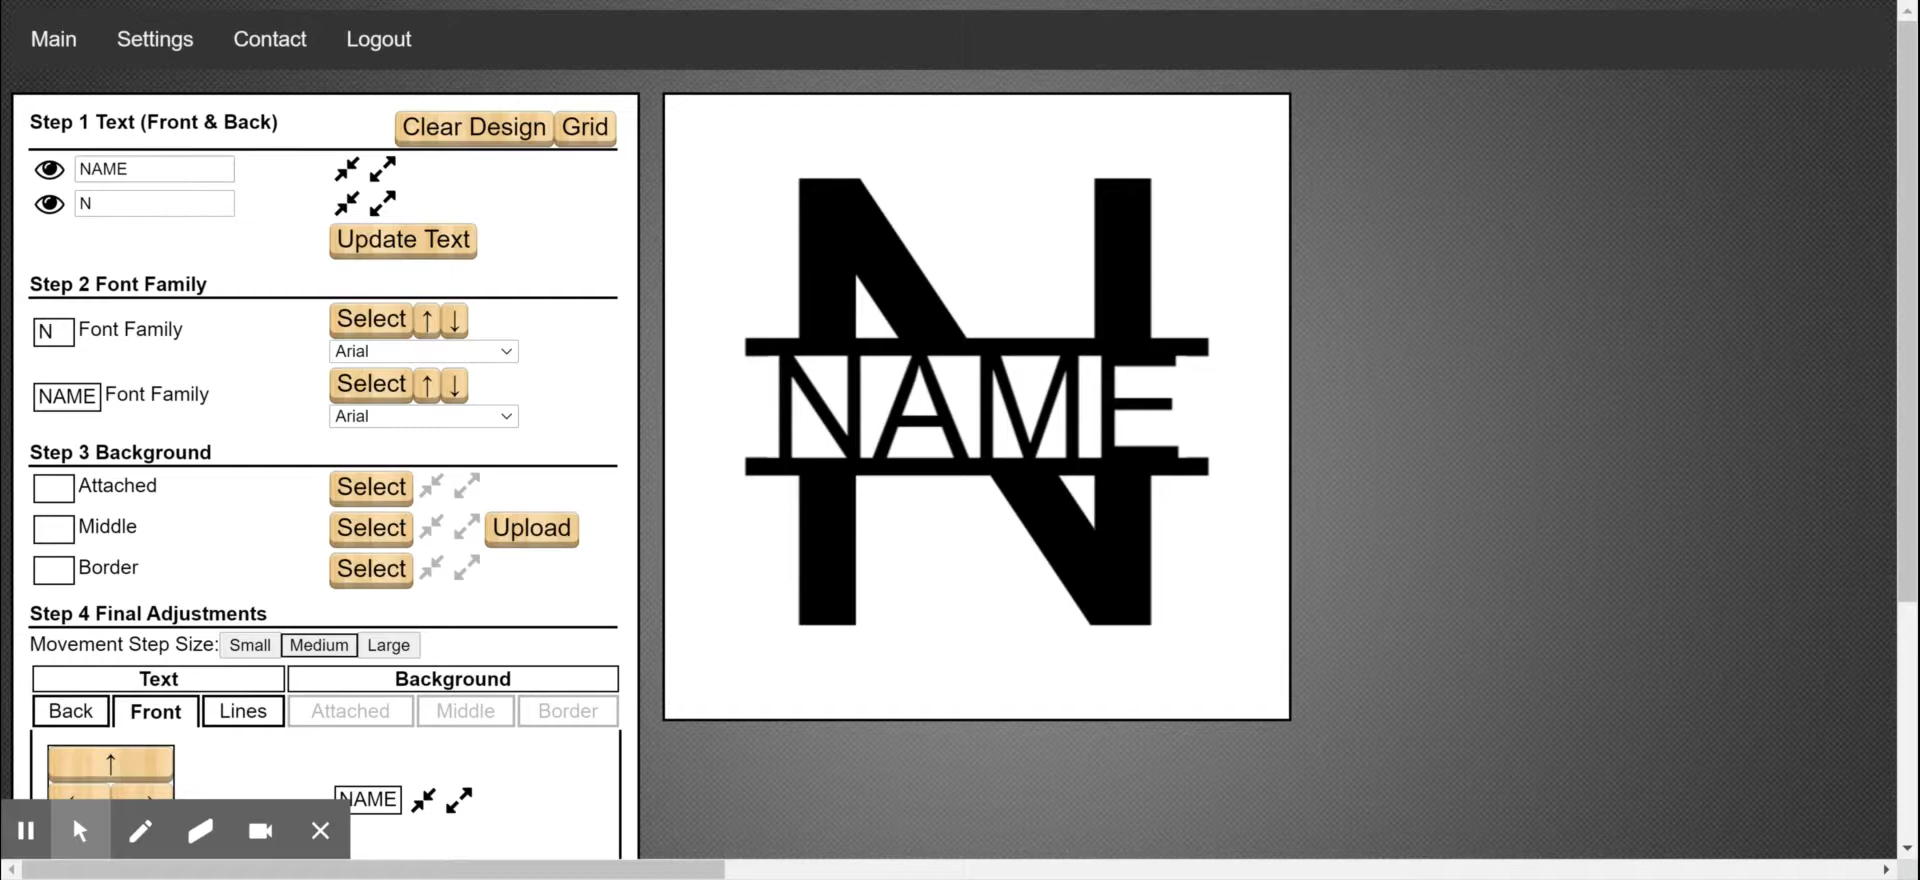 Main Settings Contact Logout
Step 1 Text (Front & Back) Clear Design Grid
NAME
N
Update Text
Step 2 Font Family
N Font Family Select ↑ ↓
Arial
NAME Font Family Select ↑ ↓
Arial
Step 3 Background
Attached Select
Middle Select Upload
Border Select
Step 4 Final Adjustments
Movement Step Size: Small Medium Large
Text Background
Back Front Lines Attached Middle Border
↑
NAME
N
NAME